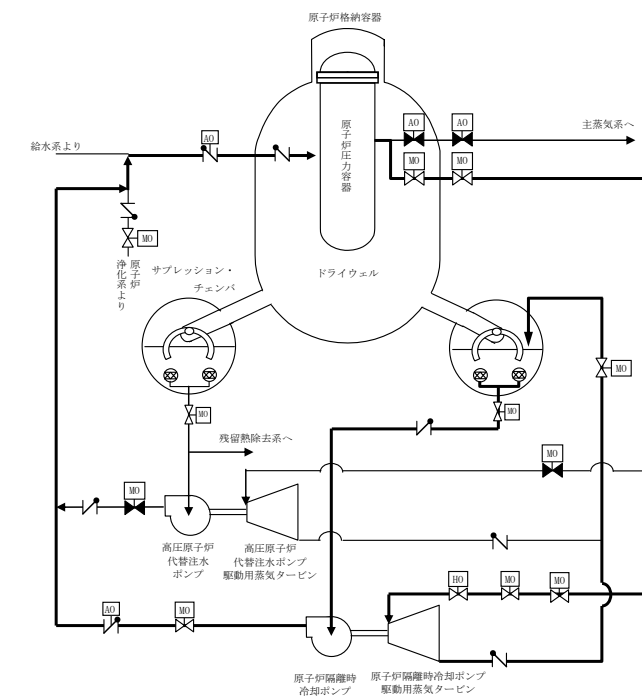 原子炉格納容器
原子炉圧力容器
AO
AO
主蒸気系へ
MO
MO
給水系より
AO
MO
原子炉
浄化系より
サプレッション・
チェンバ
ドライウェル
MO
MO
MO
残留熱除去系へ
MO
MO
高圧原子炉
代替注水
ポンプ
高圧原子炉
代替注水ポンプ
駆動用蒸気タービン
HO
MO
MO
AO
MO
原子炉隔離時
冷却ポンプ
原子炉隔離時冷却ポンプ
駆動用蒸気タービン